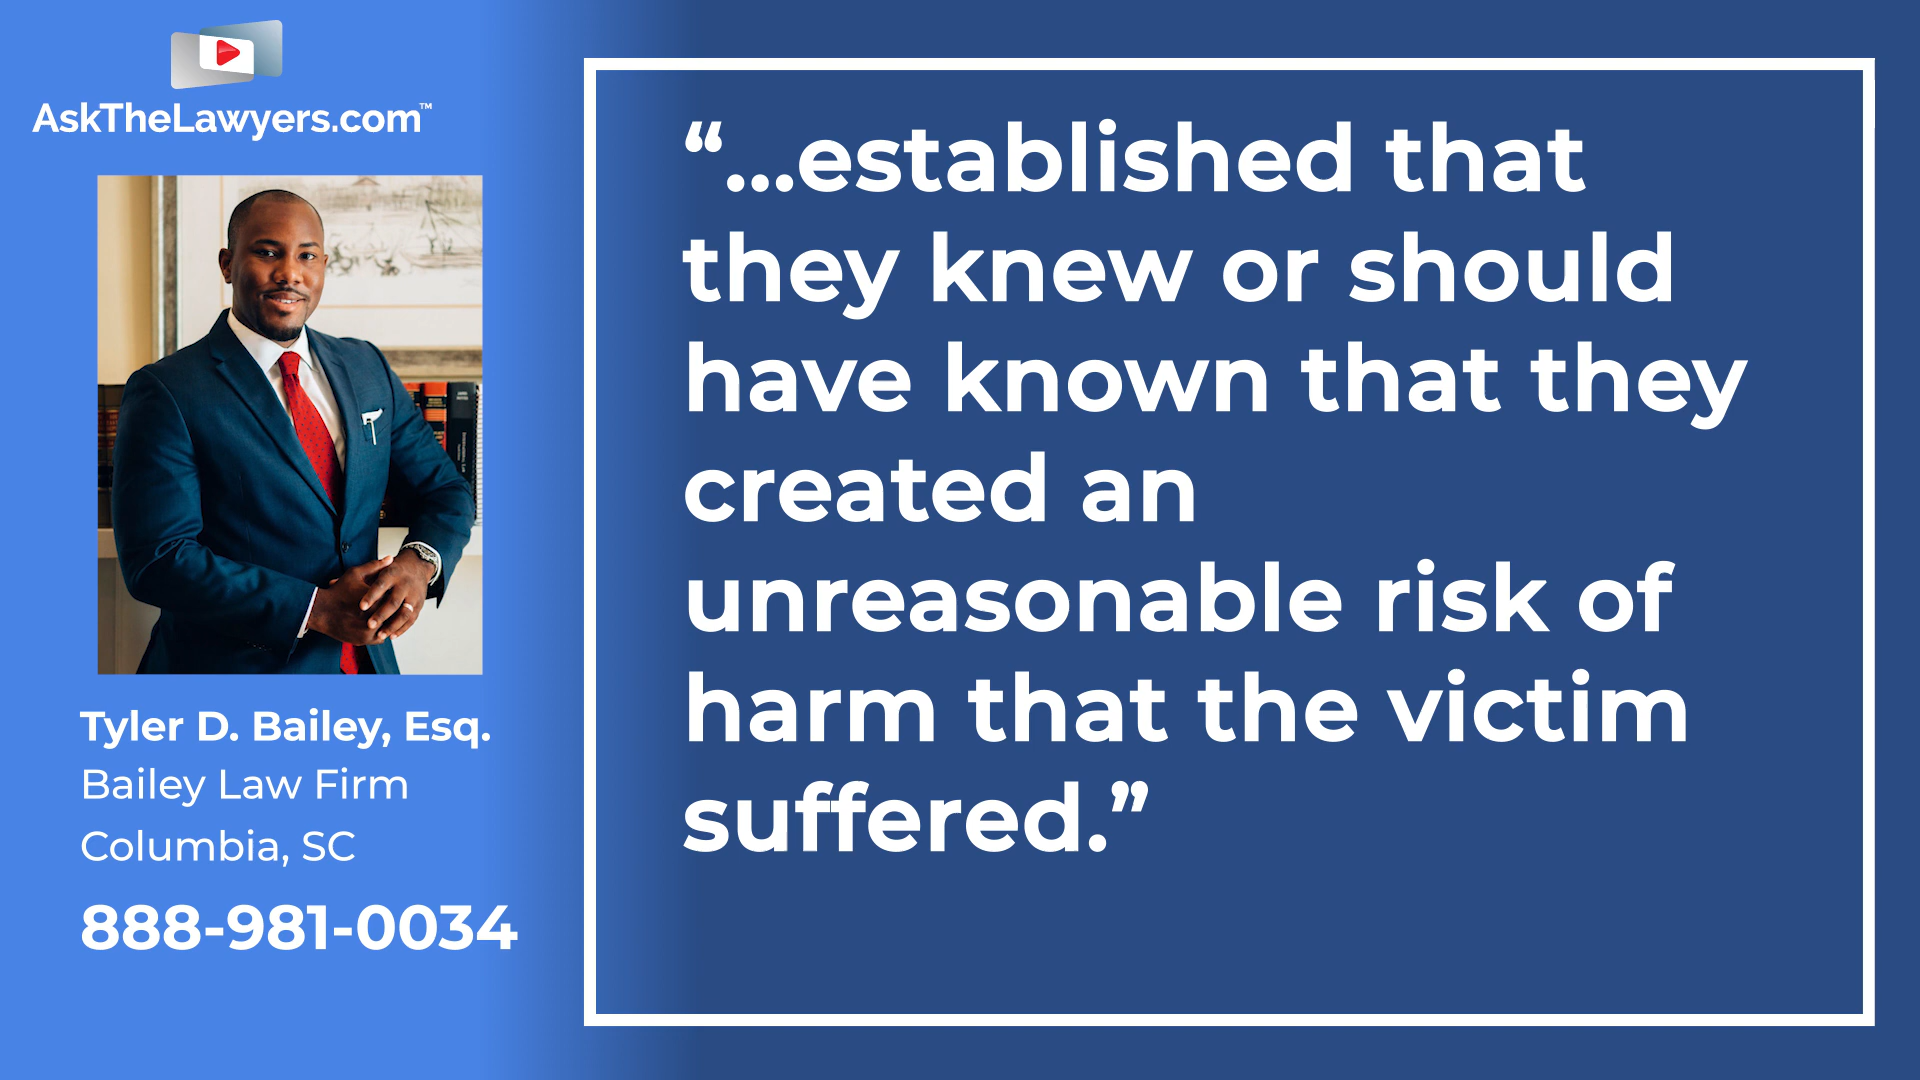 AskTheLawyers.com™
Tyler D. Bailey, Esq.
Bailey Law Firm
Columbia, SC
888-981-0034
“...established that
they knew or should
have known that they
created an
unreasonable risk of
harm that the victim
suffered.”